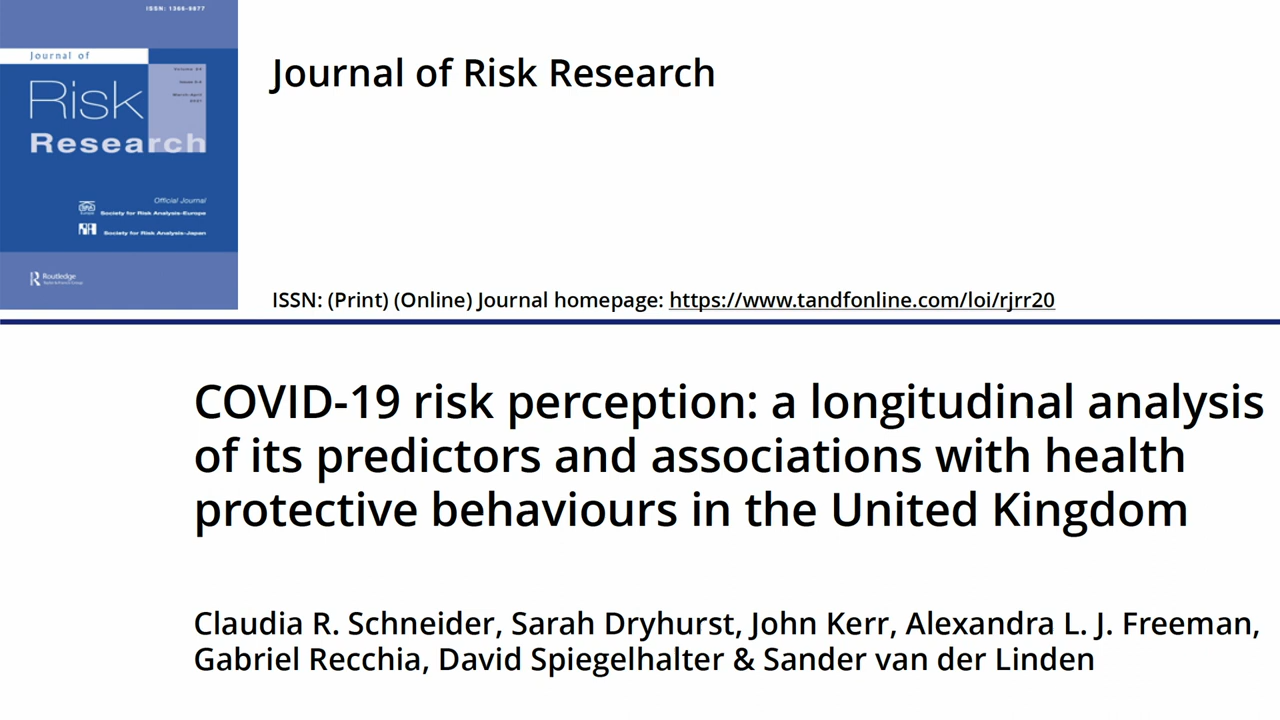 ISSN: 1366-9877
Journal of
Risk
Research
Official Journal
Society for Risk Analysis-Europe
Society for Risk Analysis-Japan
Routledge
Journal of Risk Research
ISSN: (Print) (Online) Journal homepage: https://www.tandfonline.com/loi/rjrr20
COVID-19 risk perception: a longitudinal analysis
of its predictors and associations with health
protective behaviours in the United Kingdom
Claudia R. Schneider, Sarah Dryhurst, John Kerr, Alexandra L. J. Freeman,
Gabriel Recchia, David Spiegelhalter & Sander van der Linden